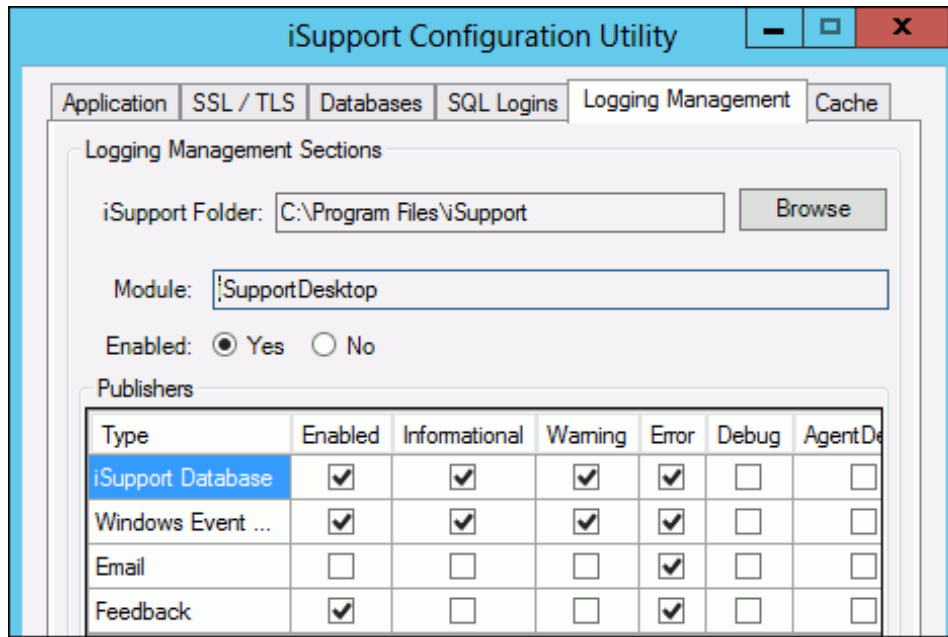 iSupport Configuration Utility
Application SSL / TLS Databases SQL Logins Logging Management Cache
Logging Management Sections
iSupport Folder: C:\Program Files\iSupport Browse
Module: iSupportDesktop
Enabled: Yes No
Publishers
Type Enabled Informational Warning Error Debug AgentDe
iSupport Database
Windows Event ...
Email
Feedback